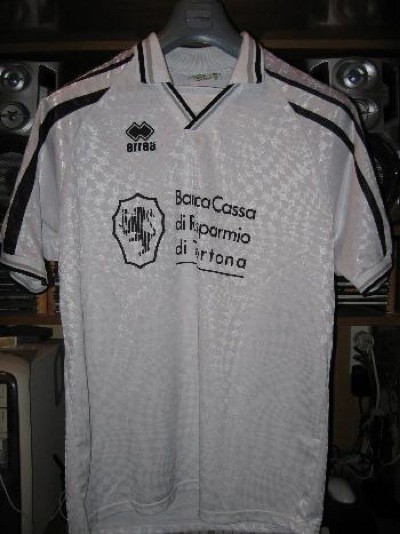 errea
Banca Cassa
di Risparmio
di Tortona